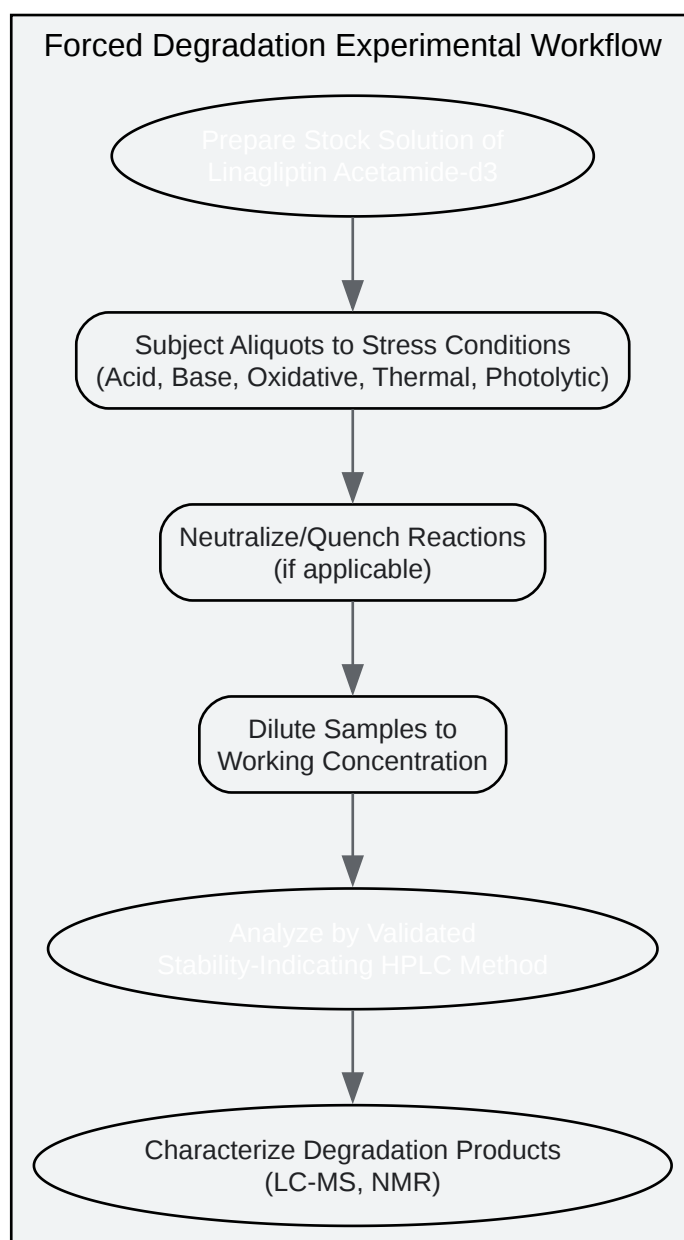 Forced Degradation Experimental Workflow
Prepare Stock Solution of
Linagliptin Acetamide-d3
Subject Aliquots to Stress Conditions
(Acid, Base, Oxidative, Thermal, Photolytic)
Neutralize/Quench Reactions
(if applicable)
Dilute Samples to
Working Concentration
Analyze by Validated
Stability-Indicating HPLC Method
Characterize Degradation Products
(LC-MS, NMR)